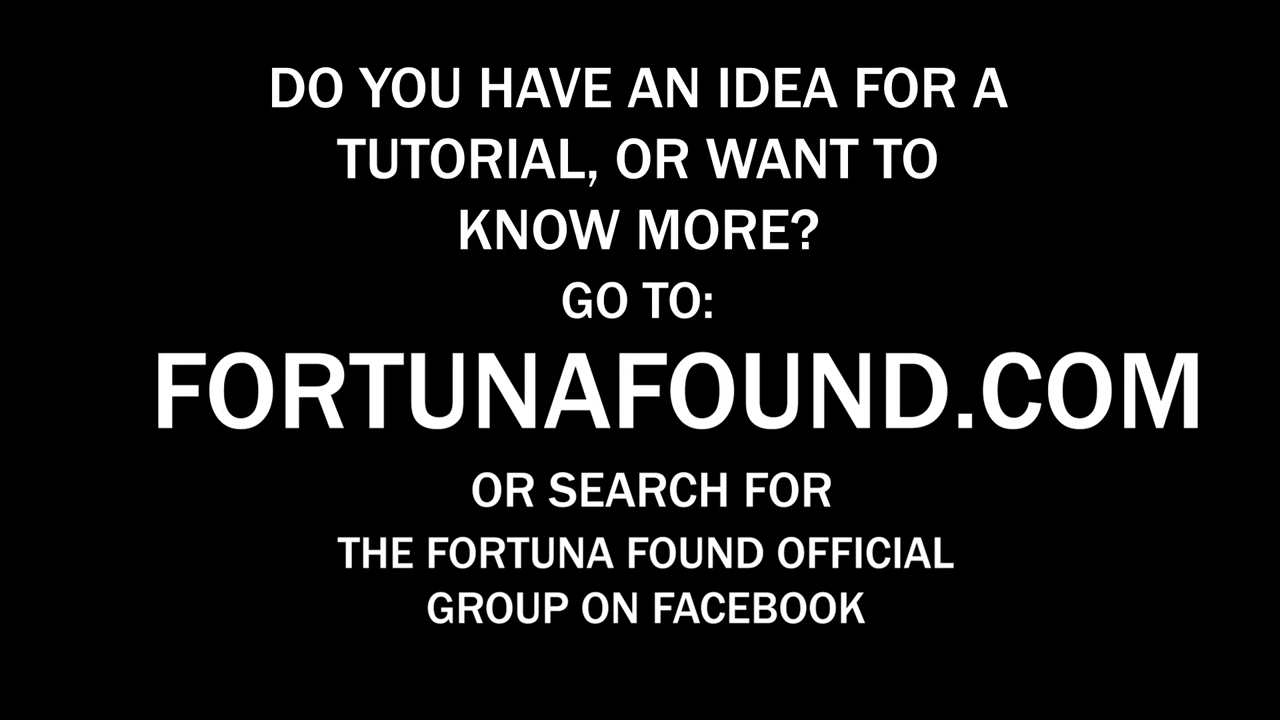 DO YOU HAVE AN IDEA FOR A
TUTORIAL, OR WANT TO
KNOW MORE?
GO TO:
FORTUNAFOUND.COM
OR SEARCH FOR
THE FORTUNA FOUND OFFICIAL
GROUP ON FACEBOOK